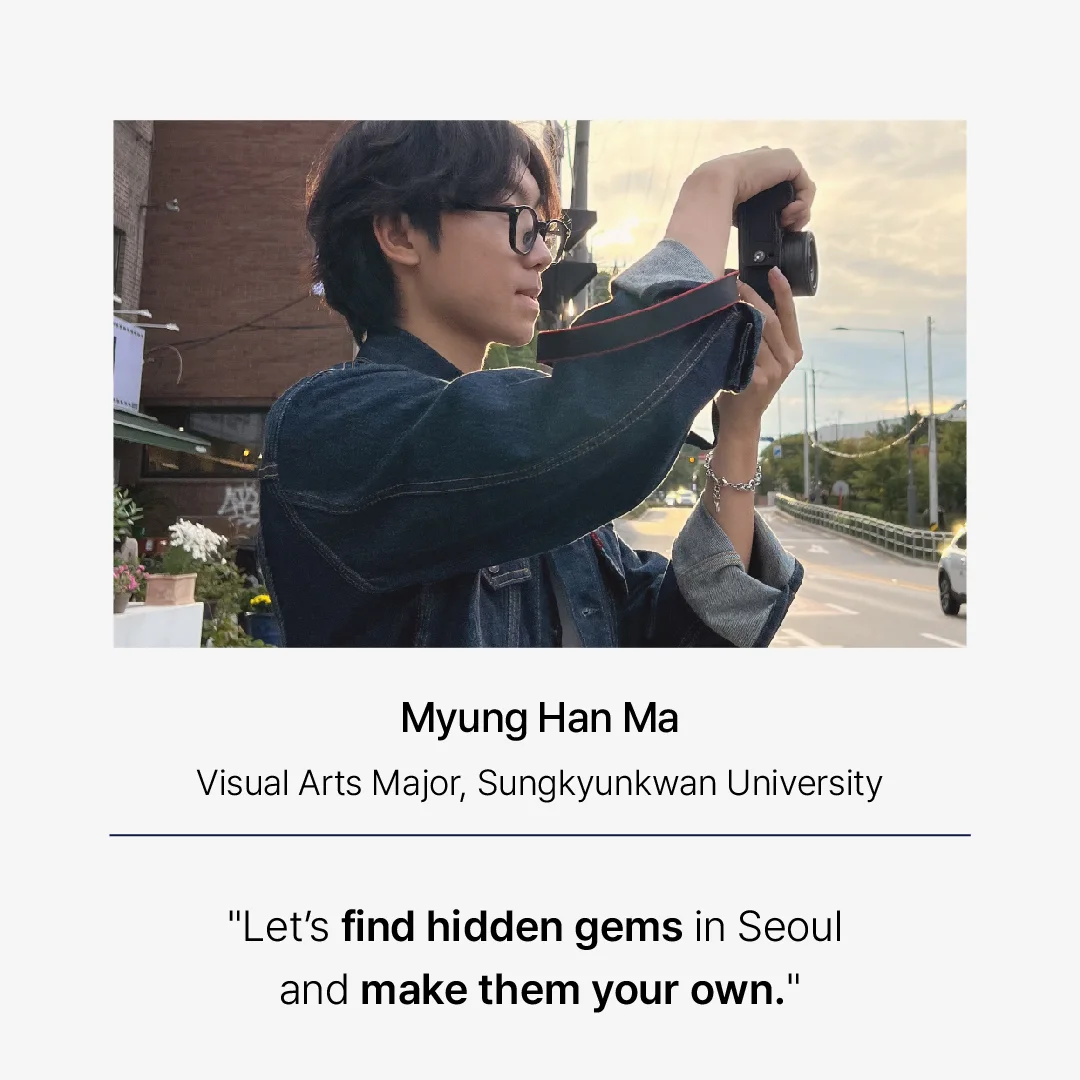 Myung Han Ma
Visual Arts Major, Sungkyunkwan University
"Let’s find hidden gems in Seoul
and make them your own."